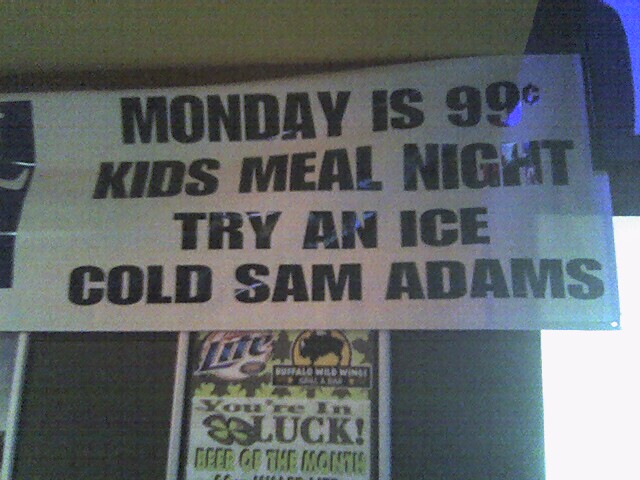 MONDAY IS 99¢
KIDS MEAL NIGHT
TRY AN ICE
COLD SAM ADAMS
Lite
BUFFALO WILD WINGS
GRILL & BAR
You're In
LUCK!
BEER OF THE MONTH